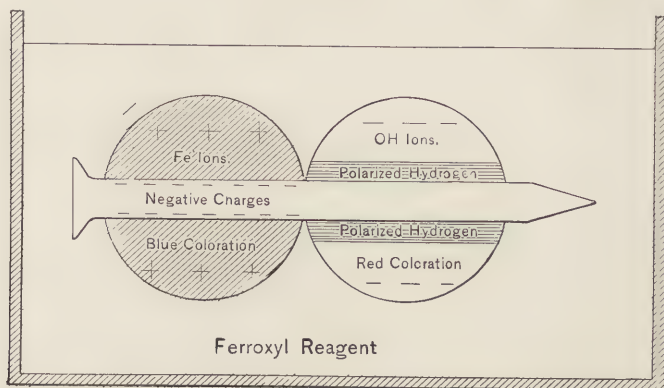 Fe Ions.
OH Ions.
Polarized Hydrogen
Negative Charges
Polarized Hydrogen
Blue Coloration
Red Coloration
Ferroxyl Reagent